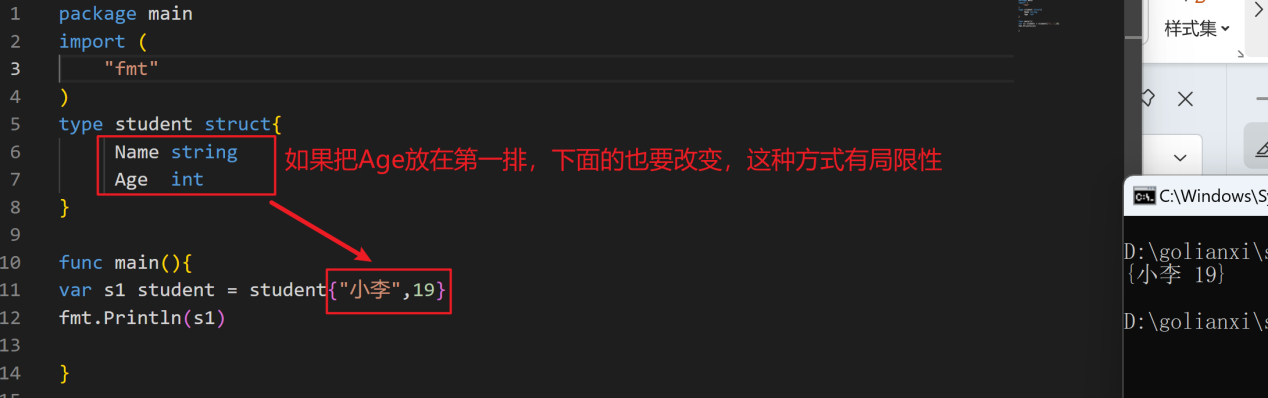 1 package main
2 import (
3 "fmt"
4 )
5 type student struct{
6 Name string
7 Age int
如果把Age放在第一排，下面的也要改变，这种方式有局限性
8 }
9
10 func main(){
11 var s1 student = student{"小李",19}
12 fmt.Println(s1)
13
14 }
样式集
C:\Windows\Sy
D:\golianxi\s
{小李 19}
D:\golianxi\s